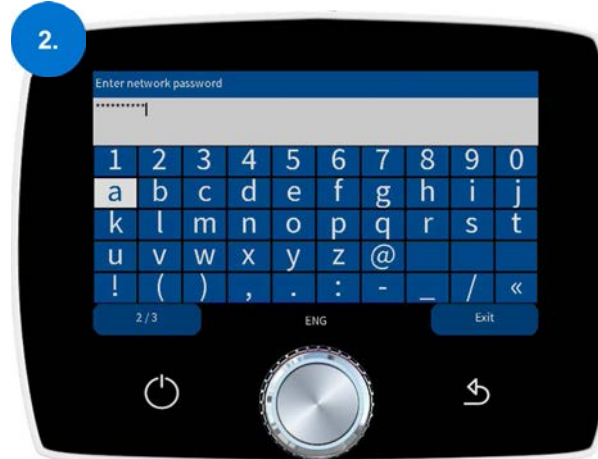 2.
Enter network password
**********
1 2 3 4 5 6 7 8 9 0
a b c d e f g h i j
k l m n o p q r s t
u v w x y z @
! ( ) , . : - _ / «
2 / 3 ENG Exit